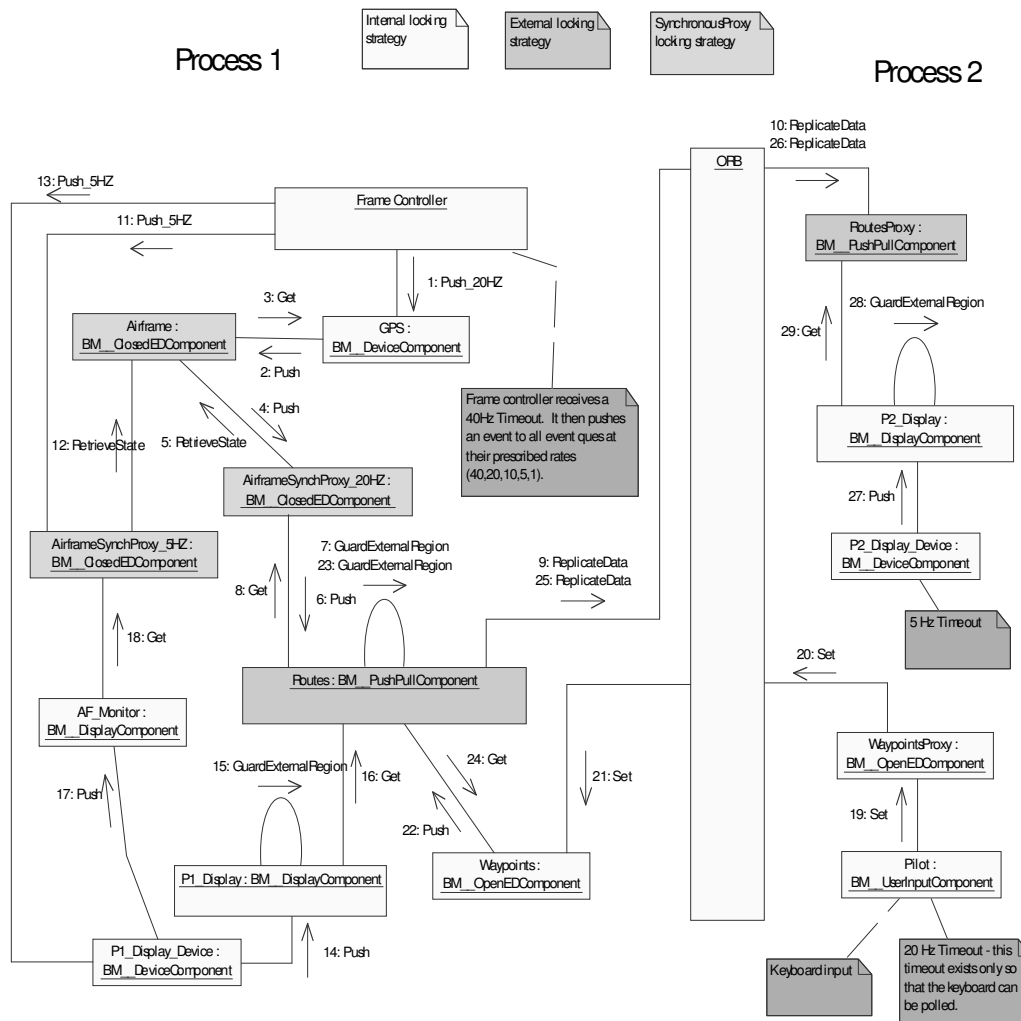 Process 1
Internal locking
strategy
External locking
strategy
SynchronousProxy
locking strategy
Process 2
10: ReplicateData
26: ReplicateData
ORB
13: Push_5HZ
Frame Controller
11: Push_5HZ
RoutesProxy :
BM__PushPullComponent
1: Push_20HZ
3: Get
28: GuardExternalRegion
Airframe :
BM__ClosedEDComponent
GPS :
BM__DeviceComponent
29: Get
2: Push
Frame controller receives a
40Hz Timeout. It then pushes
an event to all event ques at
their prescribed rates
(40,20,10,5,1).
4: Push
P2_Display :
BM__DisplayComponent
5: RetrieveState
12: RetrieveState
AirframeSynchProxy_20HZ :
BM__ClosedEDComponent
27: Push
AirframeSynchProxy_5HZ :
BM__ClosedEDComponent
7: GuardExternalRegion
23: GuardExternalRegion
P2_Display_Device :
BM__DeviceComponent
9: ReplicateData
25: ReplicateData
8: Get
6: Push
5 Hz Timeout
18: Get
20: Set
Routes : BM__PushPullComponent
AF_Monitor :
BM__DisplayComponent
WaypointsProxy :
BM__OpenEDComponent
15: GuardExternalRegion
16: Get
24: Get
21: Set
17: Push
19: Set
22: Push
P1_Display : BM__DisplayComponent
Waypoints :
BM__OpenEDComponent
Pilot :
BM__UserInputComponent
P1_Display_Device :
BM__DeviceComponent
14: Push
Keyboard input
20 Hz Timeout - this
timeout exists only so
that the keyboard can
be polled.